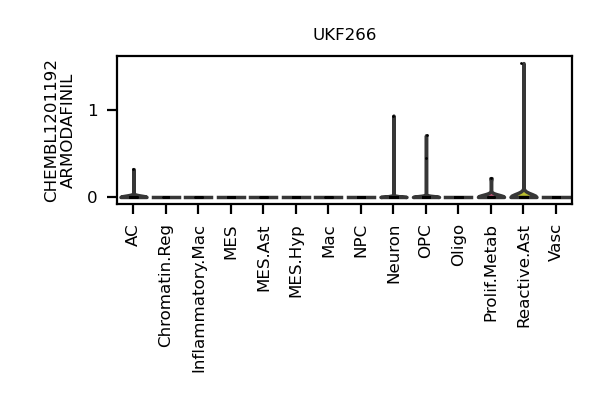 UKF266
CHEMBL1201192
ARMODAFINIL
1
0
AC
Chromatin.Reg
Inflammatory.Mac
MES
MES.Ast
MES.Hyp
Mac
NPC
Neuron
OPC
Oligo
Prolif.Metab
Reactive.Ast
Vasc